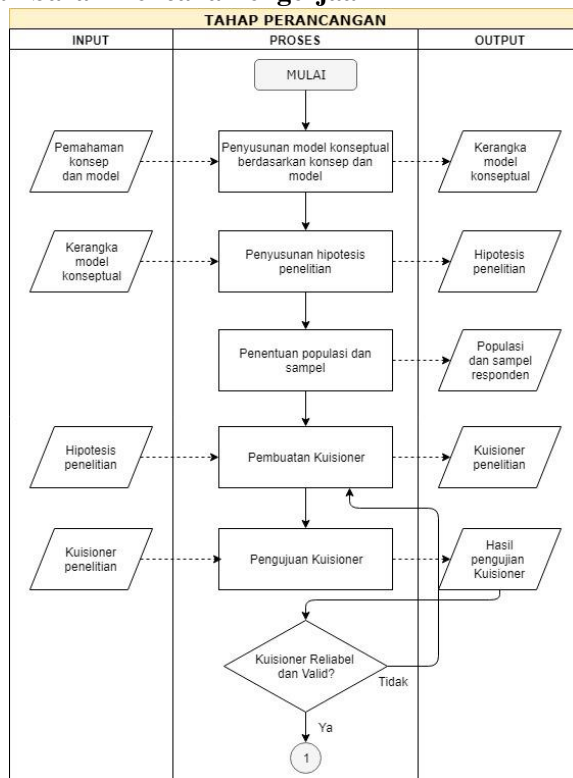 TAHAP PERANCANGAN
INPUT
PROSES
OUTPUT
MULAI
Pemahaman
konsep
dan model
Penyusunan model konseptual
berdasarkan konsep dan
model
Kerangka
model
konseptual
Kerangka
model
konseptual
Penyusunan hipotesis
penelitian
Hipotesis
penelitian
Penentuan populasi dan
sampel
Populasi
dan sampel
responden
Hipotesis
penelitian
Pembuatan Kuisioner
Kuisioner
penelitian
Kuisioner
penelitian
Pengujuan Kuisioner
Hasil
pengujian
Kuisioner
Kuisioner Reliabel
dan Valid?
Tidak
Ya
1